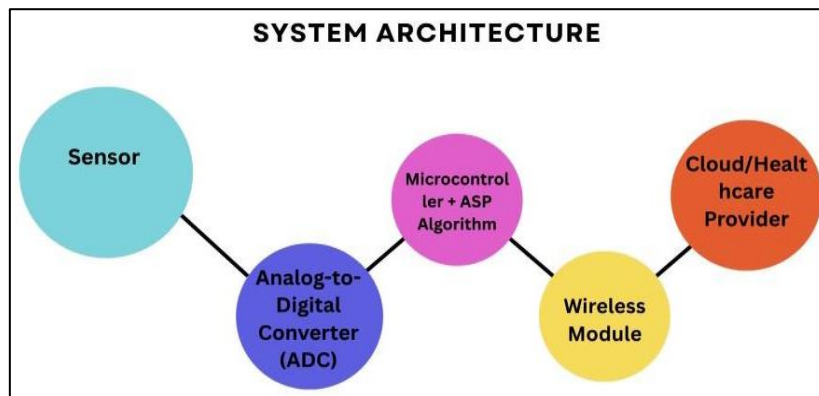 SYSTEM ARCHITECTURE
Sensor
Analog-to-
Digital
Converter
(ADC)
Microcontrol
ler + ASP
Algorithm
Wireless
Module
Cloud/Healt
hcare
Provider